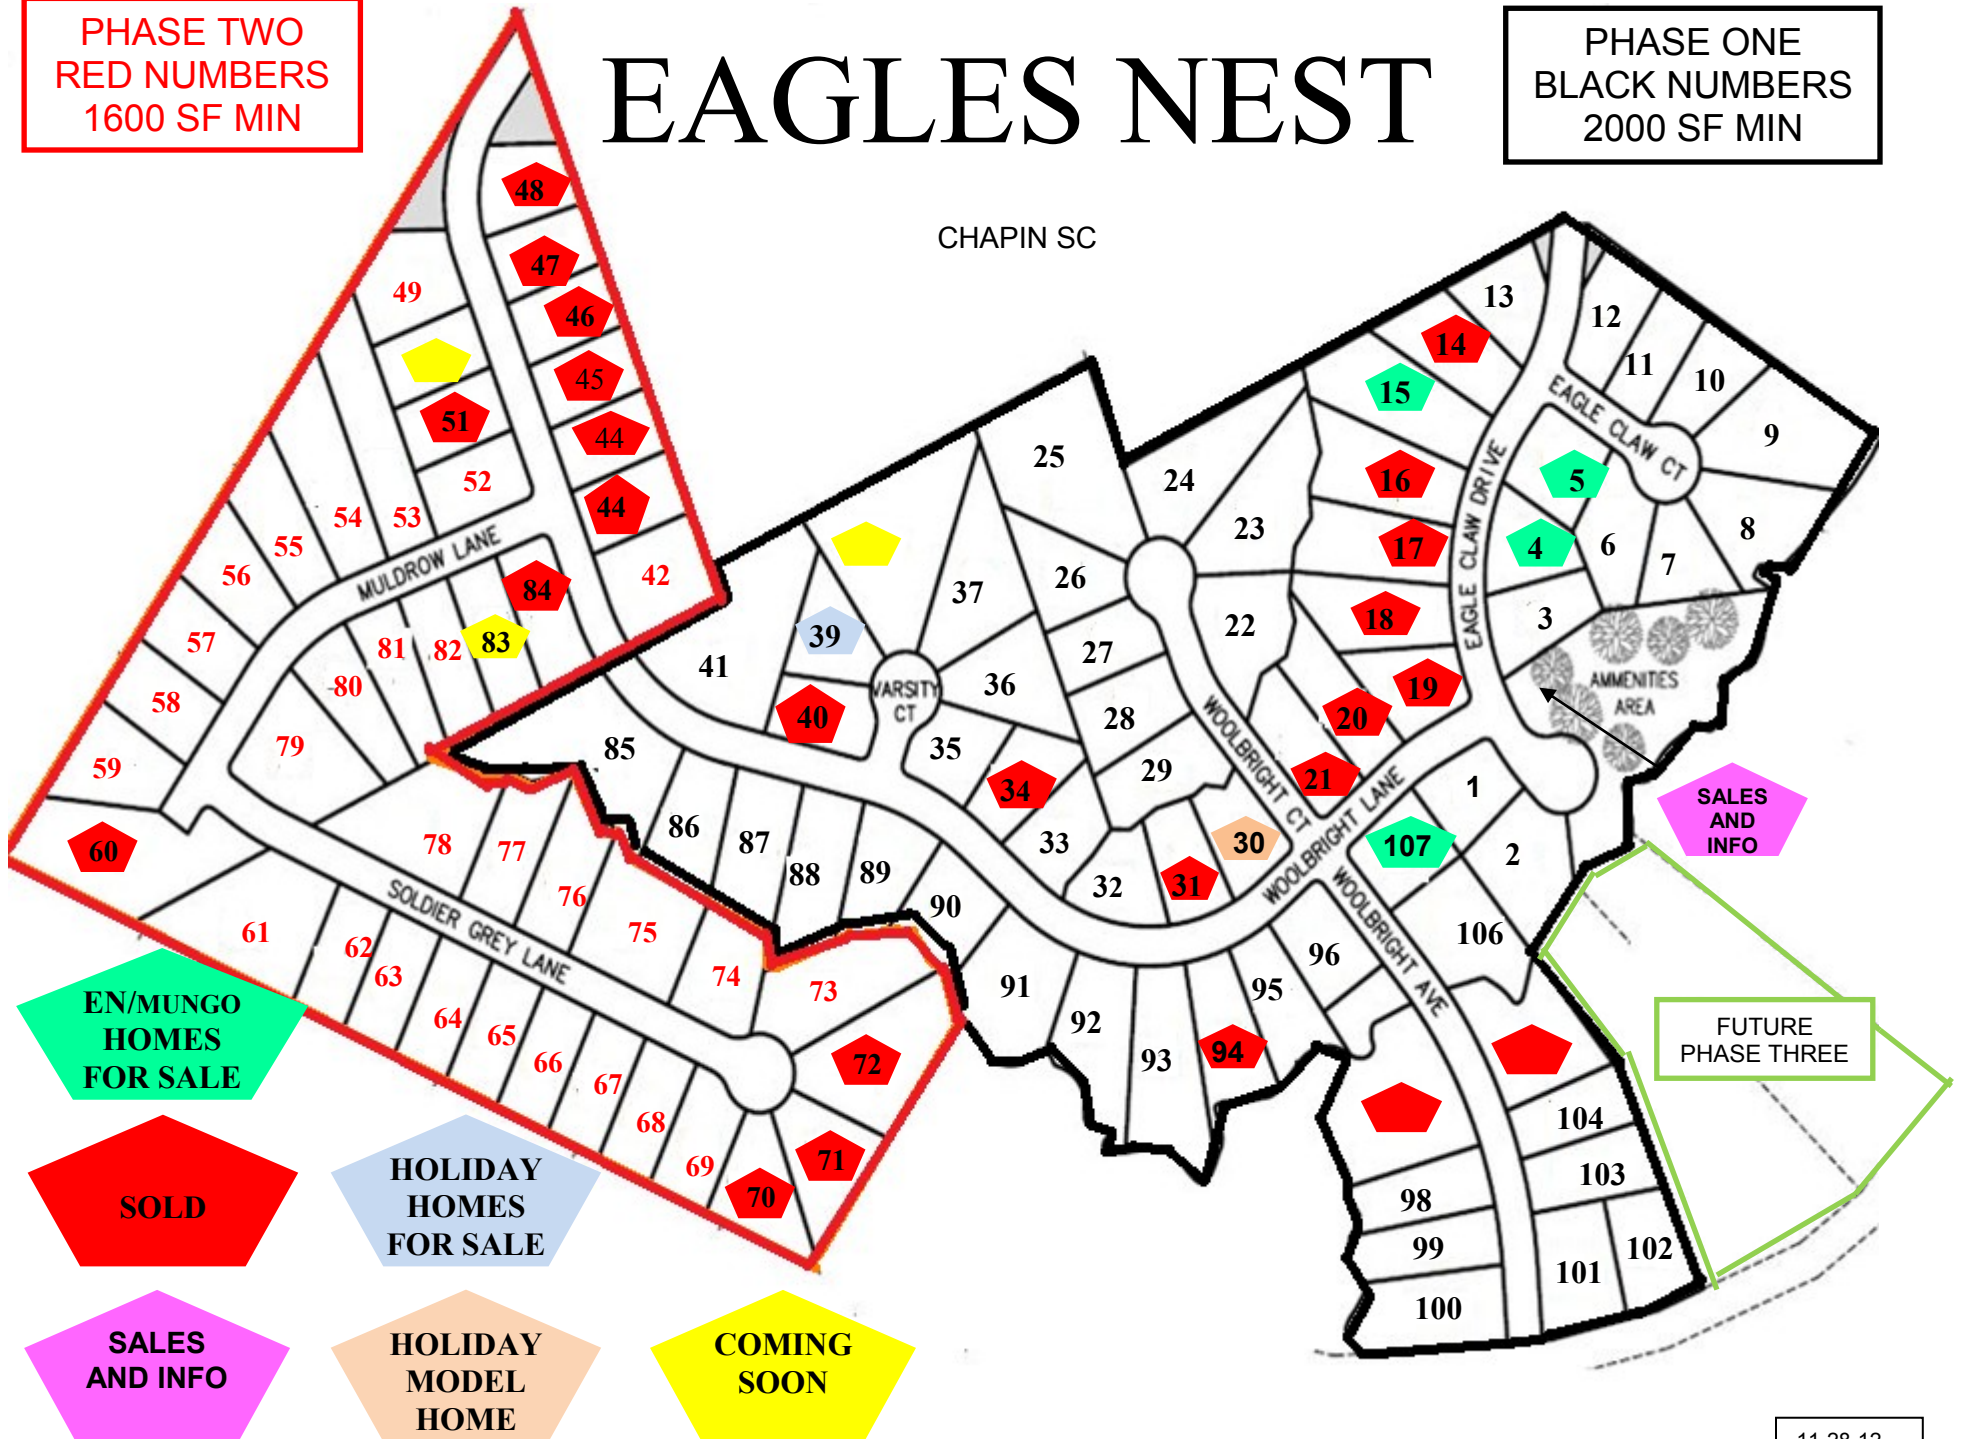 PHASE TWO
RED NUMBERS
1600 SF MIN
EAGLES NEST
PHASE ONE
BLACK NUMBERS
2000 SF MIN
CHAPIN SC
48
47
46
45
44
44
42
49
51
52
53
54
55
56
57
58
59
60
MULDROW LANE
84
83
82
81
80
79
78
77
76
75
74
73
72
71
70
69
68
67
66
65
64
63
62
61
SOLDIER GREY LANE
41
39
40
VARSITY
CT
37
36
35
34
33
32
31
30
29
28
27
26
25
24
23
22
21
20
19
18
17
16
15
14
13
12
11
10
9
8
7
6
5
4
3
EAGLE CLAW CT
EAGLE CLAW DRIVE
AMMENITIES
AREA
WOOLBRIGHT CT
WOOLBRIGHT LANE
WOOLBRIGHT AVE
1
2
107
106
SALES
AND
INFO
85
86
87
88
89
90
91
92
93
94
95
96
98
99
100
101
102
103
104
FUTURE
PHASE THREE
EN/MUNGO
HOMES
FOR SALE
SOLD
HOLIDAY
HOMES
FOR SALE
SALES
AND INFO
HOLIDAY
MODEL
HOME
COMING
SOON
11-28-12